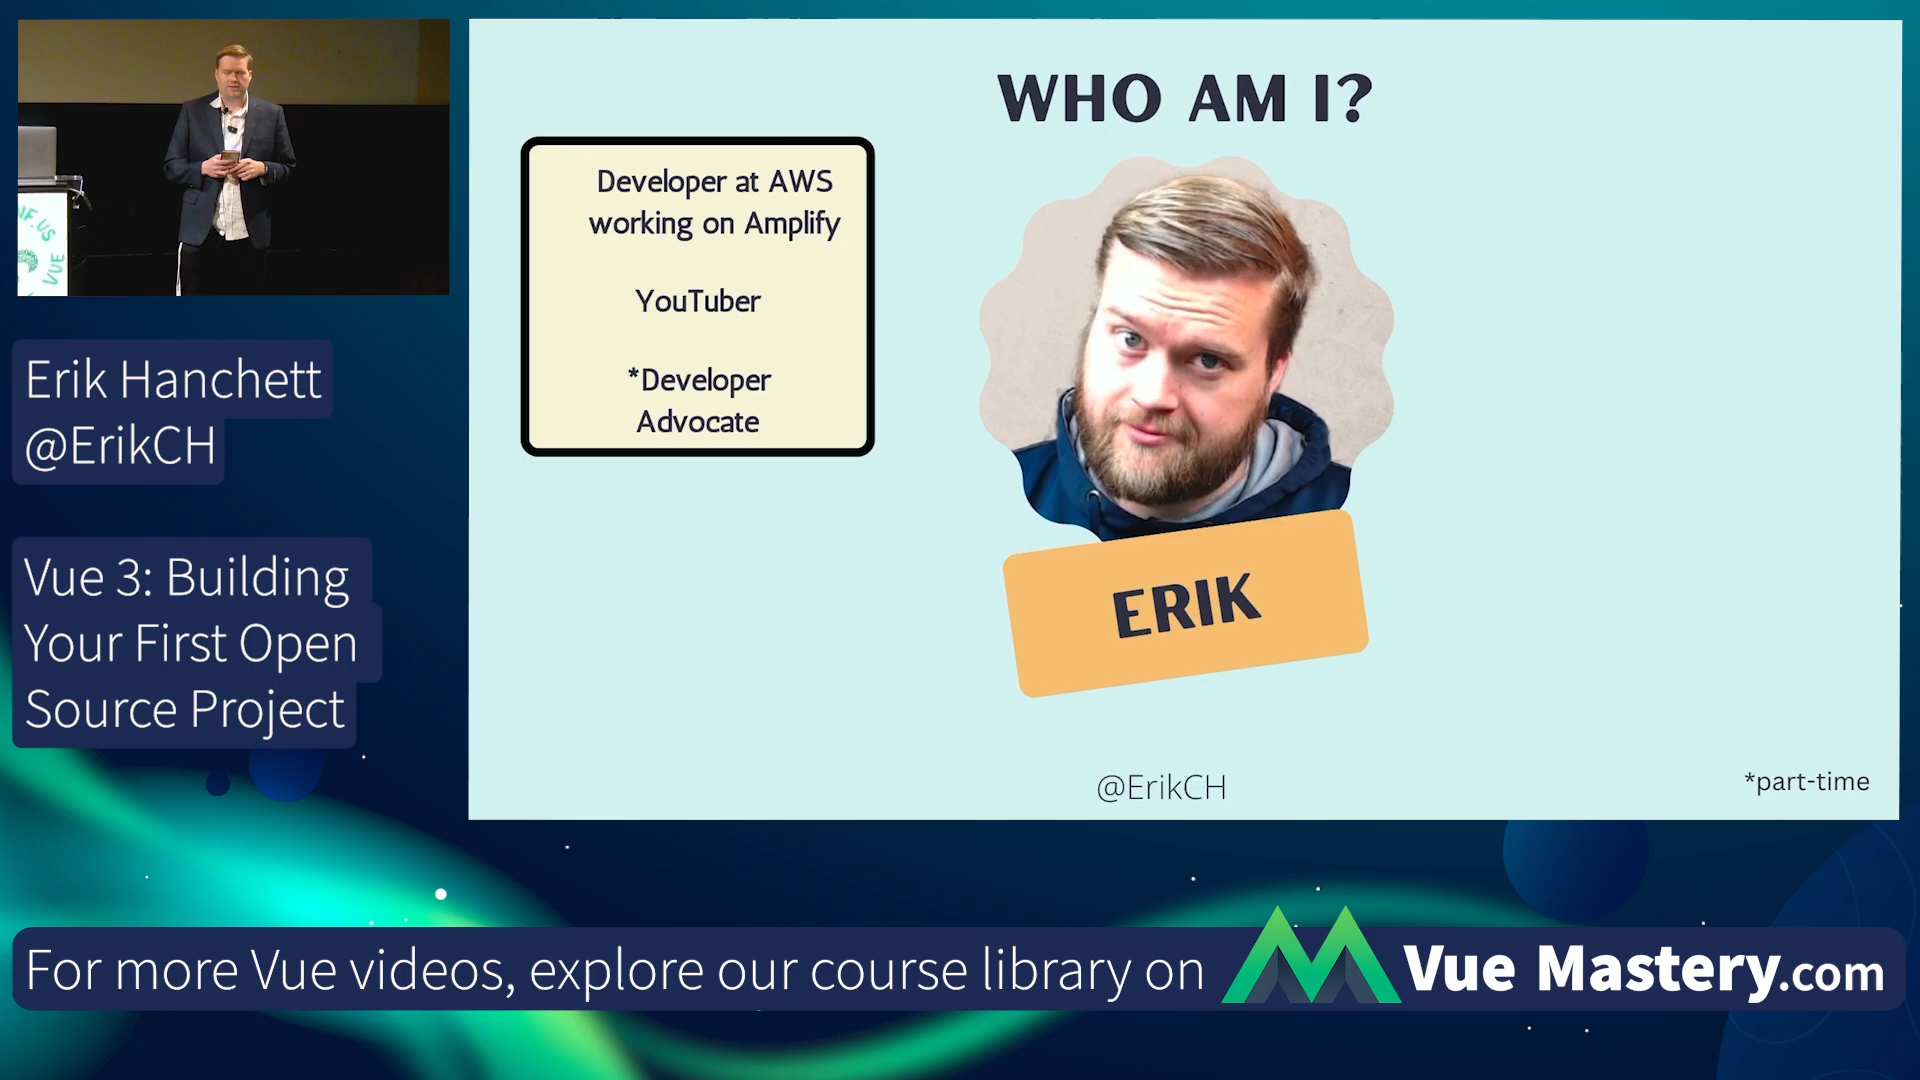 WHO AM I?
Developer at AWS
working on Amplify
YouTuber
*Developer
Advocate
ERIK
@ErikCH
*part-time
Erik Hanchett
@ErikCH
Vue 3: Building
Your First Open
Source Project
For more Vue videos, explore our course library on
Vue Mastery.com
US
VUE